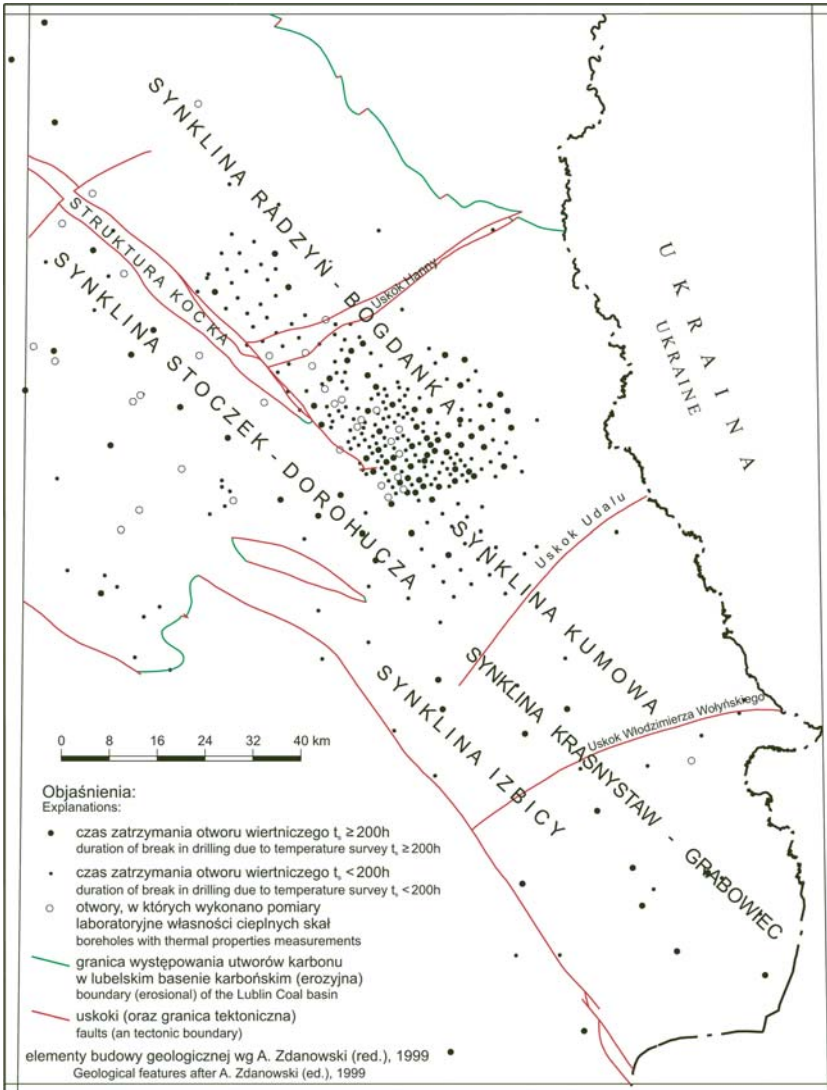 SYNKLINA RADZYŃ-BOGDANKA
STRUKTURA KOCKA
SYNKLINA STOCZEK-DOROHUCZA
Uskok Hanny
UKRAINA
UKRAINE
Uskok Udalu
SYNKLINA KUMOWA
SYNKLINA KRASNYSTAW - GRABOWIEC
SYNKLINA IZBICY
Uskok Włodzimierza Wołyńskiego
0 8 16 24 32 40 km
Objaśnienia:
Explanations:
czas zatrzymania otworu wiertniczego tₛ ≥ 200h
duration of break in drilling due to temperature survey tₛ ≥ 200h
czas zatrzymania otworu wiertniczego tₛ < 200h
duration of break in drilling due to temperature survey tₛ < 200h
otwory, w których wykonano pomiary
laboratoryjne własności cieplnych skał
boreholes with thermal properties measurements
granica występowania utworów karbonu
w lubelskim basenie karbońskim (erozyjna)
boundary (erosional) of the Lublin Coal basin
uskoki (oraz granica tektoniczna)
faults (an tectonic boundary)
elementy budowy geologicznej wg A. Zdanowski (red.), 1999
Geological features after A. Zdanowski (ed.), 1999